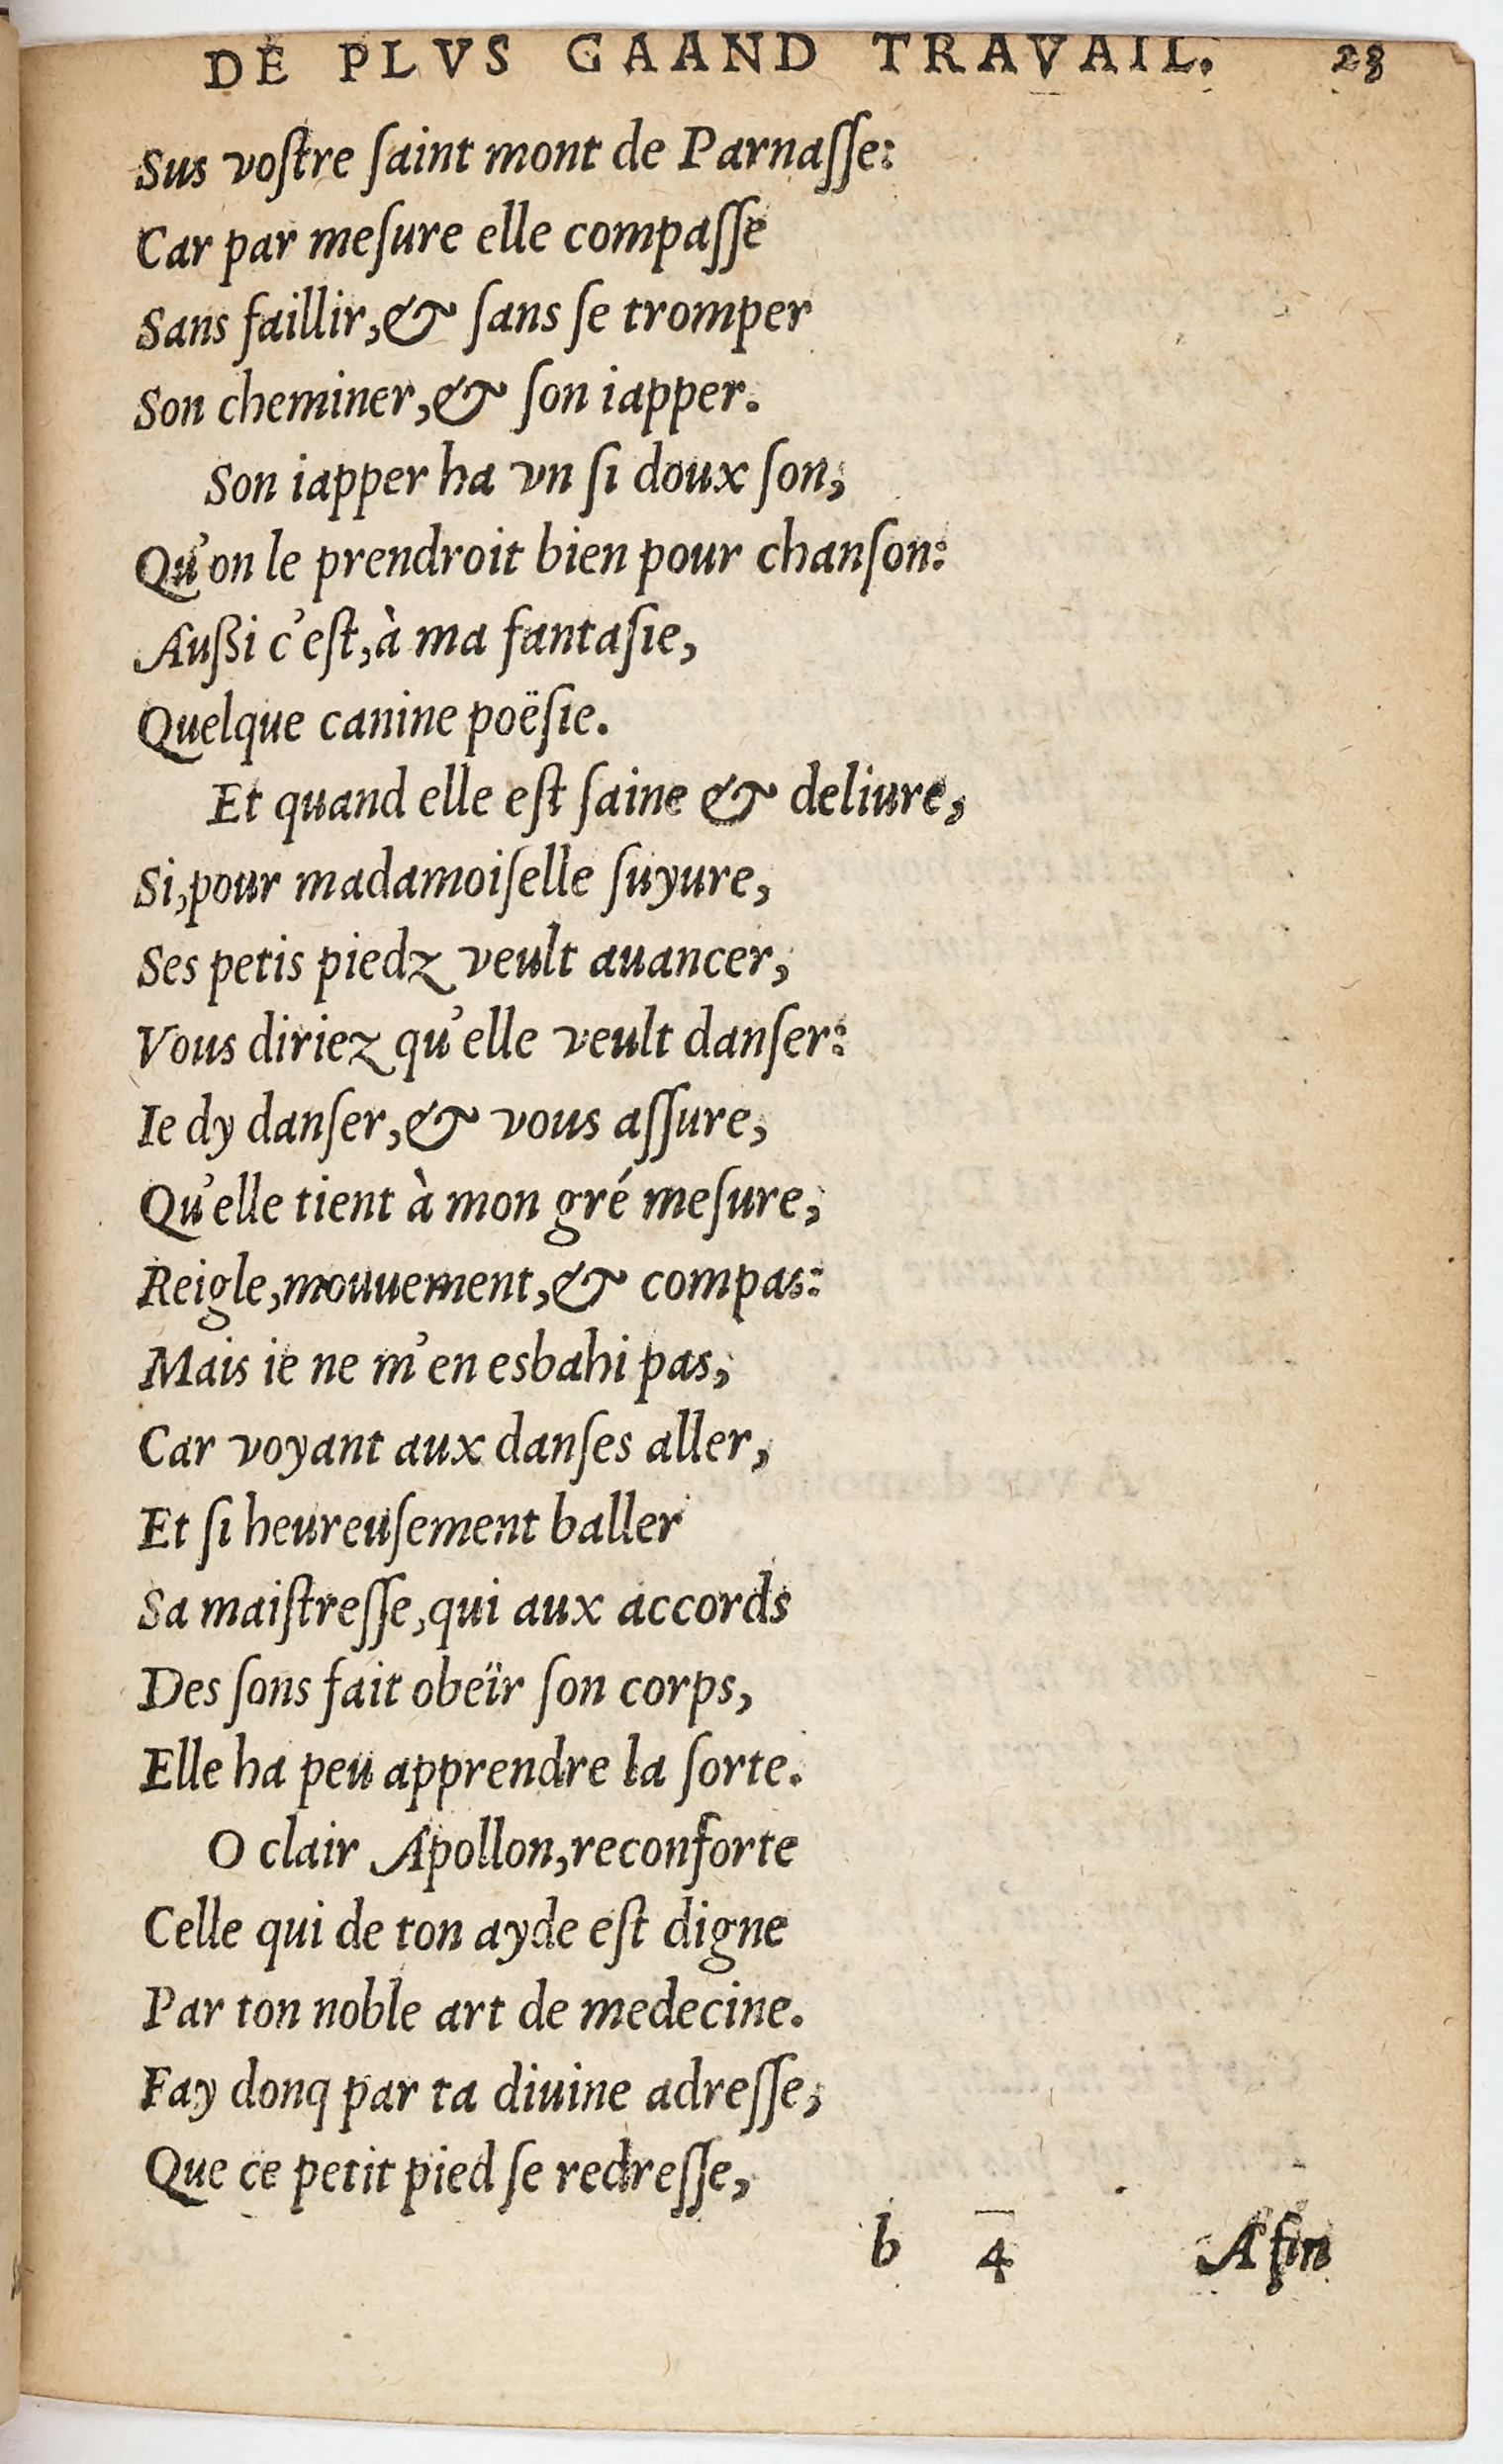 DE PLVS GAAND TRAVAIL. 23
Sus voſtre ſaint mont de Parnaſſe:
Car par meſure elle compaſſe
Sans faillir, & ſans ſe tromper
Son cheminer, & ſon iapper.
Son iapper ha vn ſi doux ſon,
Qu'on le prendroit bien pour chanſon:
Außi c'eſt, à ma fantaſie,
Quelque canine poëſie.
Et quand elle eſt ſaine & deliure,
Si, pour madamoiſelle ſuyure,
Ses petis piedz veult auancer,
Vous diriez qu'elle veult danſer:
Ie dy danſer, & vous aſſure,
Qu'elle tient à mon gré meſure,
Reigle, mouuement, & compas:
Mais ie ne m'en esbahi pas,
Car voyant aux danſes aller,
Et ſi heureuſement baller
Sa maiſtreſſe, qui aux accords
Des ſons fait obeïr ſon corps,
Elle ha peu apprendre la ſorte.
O clair Apollon, reconforte
Celle qui de ton ayde eſt digne
Par ton noble art de medecine.
Fay donq par ta diuine adreſſe,
Que ce petit pied ſe redreſſe,
b 4 Afin